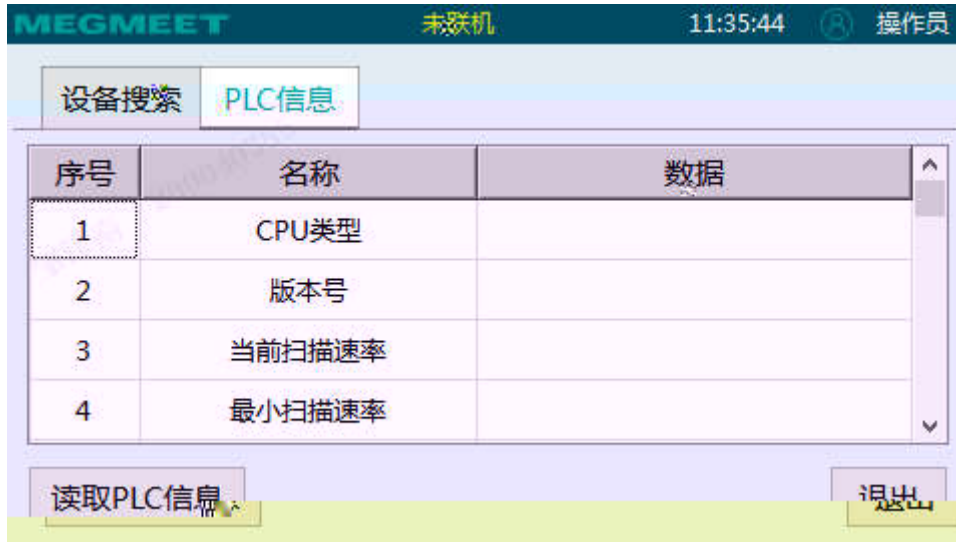 MEGMEET 未联机 11:35:44 操作员
设备搜索 PLC信息
序号 名称 数据
1 CPU类型
2 版本号
3 当前扫描速率
4 最小扫描速率
读取PLC信息 退出